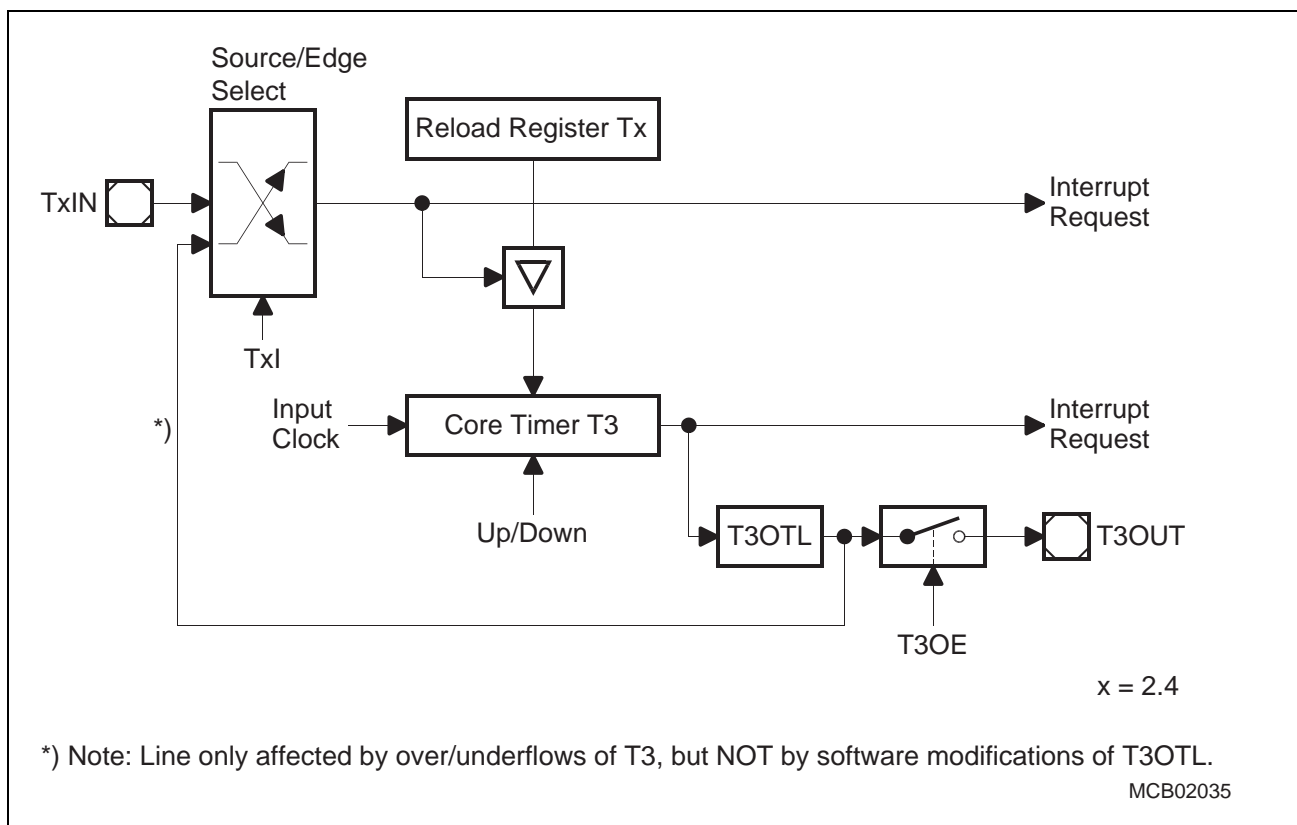 Source/Edge
Select
Reload Register Tx
TxIN
Interrupt
Request
TxI
*)
Input
Clock
Core Timer T3
Interrupt
Request
Up/Down
T3OTL
T3OUT
T3OE
x = 2.4
*) Note: Line only affected by over/underflows of T3, but NOT by software modifications of T3OTL.
MCB02035